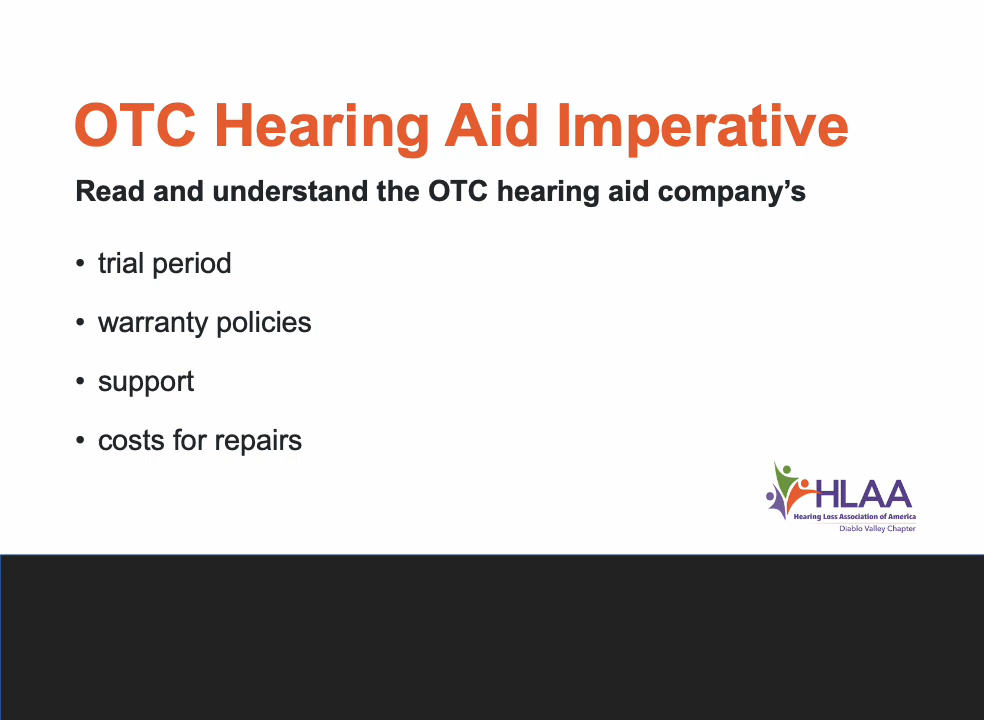 OTC Hearing Aid Imperative
Read and understand the OTC hearing aid company’s
• trial period
• warranty policies
• support
• costs for repairs
HLAA
Hearing Loss Association of America
Diablo Valley Chapter